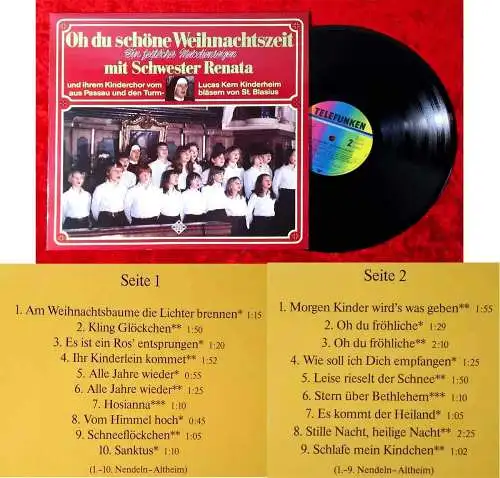 Oh du schöne Weihnachtszeit
Ein festliches Weihnachtssingen
mit Schwester Renata
und ihrem Kinderchor vom
aus Passau und den Turm-
Lucas Kern Kinderheim
bläsern von St. Blasius
TELEFUNKEN
2
Seite 1
1. Am Weihnachtsbaume die Lichter brennen* 1:15
2. Kling Glöckchen** 1:50
3. Es ist ein Ros' entsprungen* 1:20
4. Ihr Kinderlein kommet** 1:52
5. Alle Jahre wieder* 0:55
6. Alle Jahre wieder** 1:25
7. Hosianna*** 1:10
8. Vom Himmel hoch* 0:45
9. Schneeflöckchen** 1:05
10. Sanktus* 1:10
(1.-10. Nendeln-Altheim)
Seite 2
1. Morgen Kinder wird's was geben** 1:55
2. Oh du fröhliche* 1:29
3. Oh du fröhliche** 2:10
4. Wie soll ich Dich empfangen* 1:25
5. Leise rieselt der Schnee** 1:50
6. Stern über Bethlehem*** 1:10
7. Es kommt der Heiland* 1:05
8. Stille Nacht, heilige Nacht** 2:25
9. Schlafe mein Kindchen 1:02
(1.-9. Nendeln-Altheim)